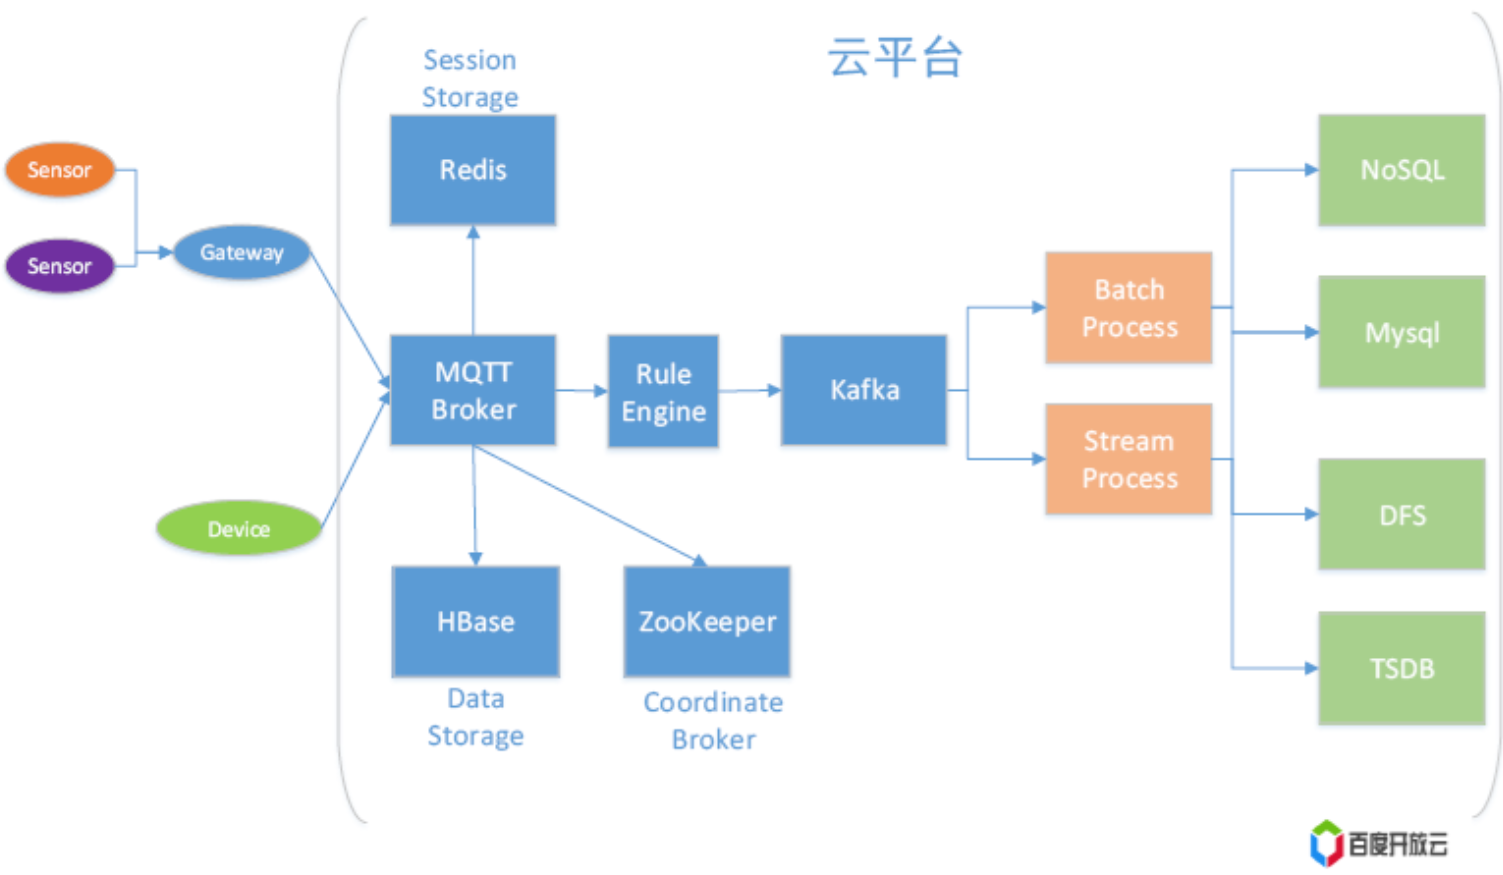 云平台
Session
Storage
Redis
Sensor
Sensor
Gateway
Device
MQTT
Broker
Rule
Engine
Kafka
HBase
Data
Storage
ZooKeeper
Coordinate
Broker
Batch
Process
Stream
Process
NoSQL
Mysql
DFS
TSDB
百度开放云